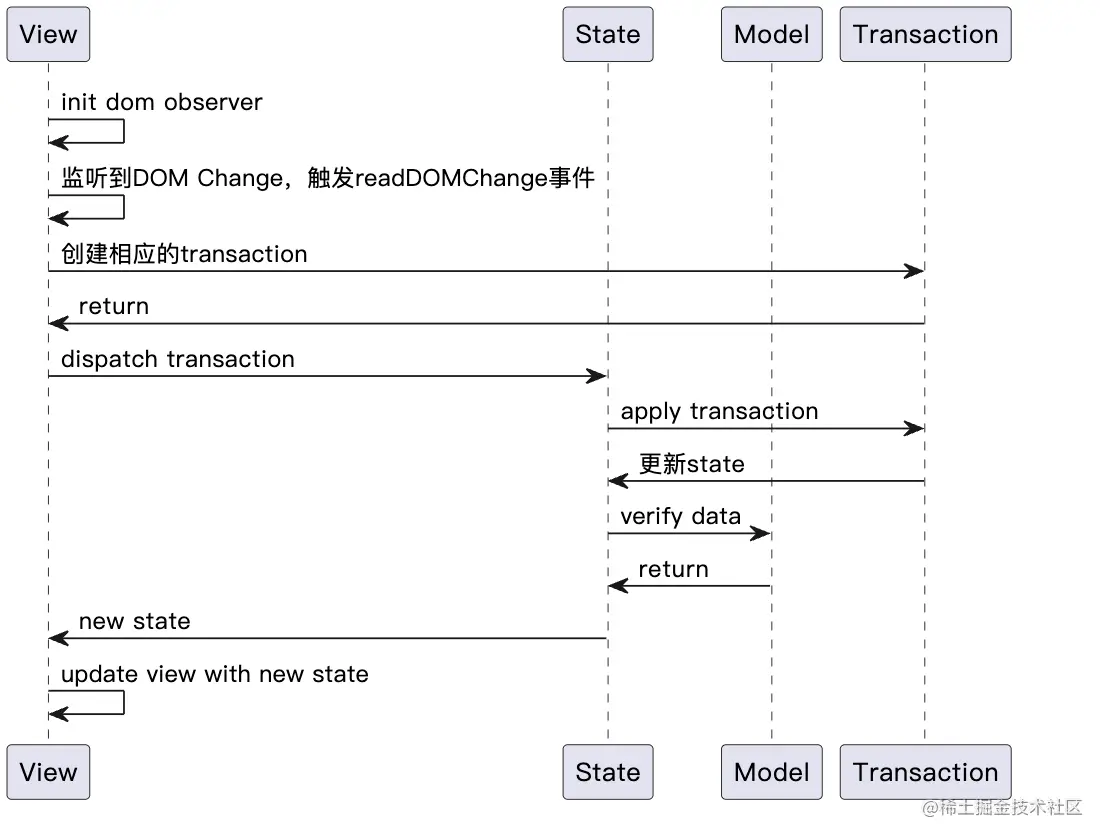 View
State
Model
Transaction
init dom observer
监听到DOM Change，触发readDOMChange事件
创建相应的transaction
return
dispatch transaction
apply transaction
更新state
verify data
return
new state
update view with new state
View
State
Model
Transaction
@稀土掘金技术社区